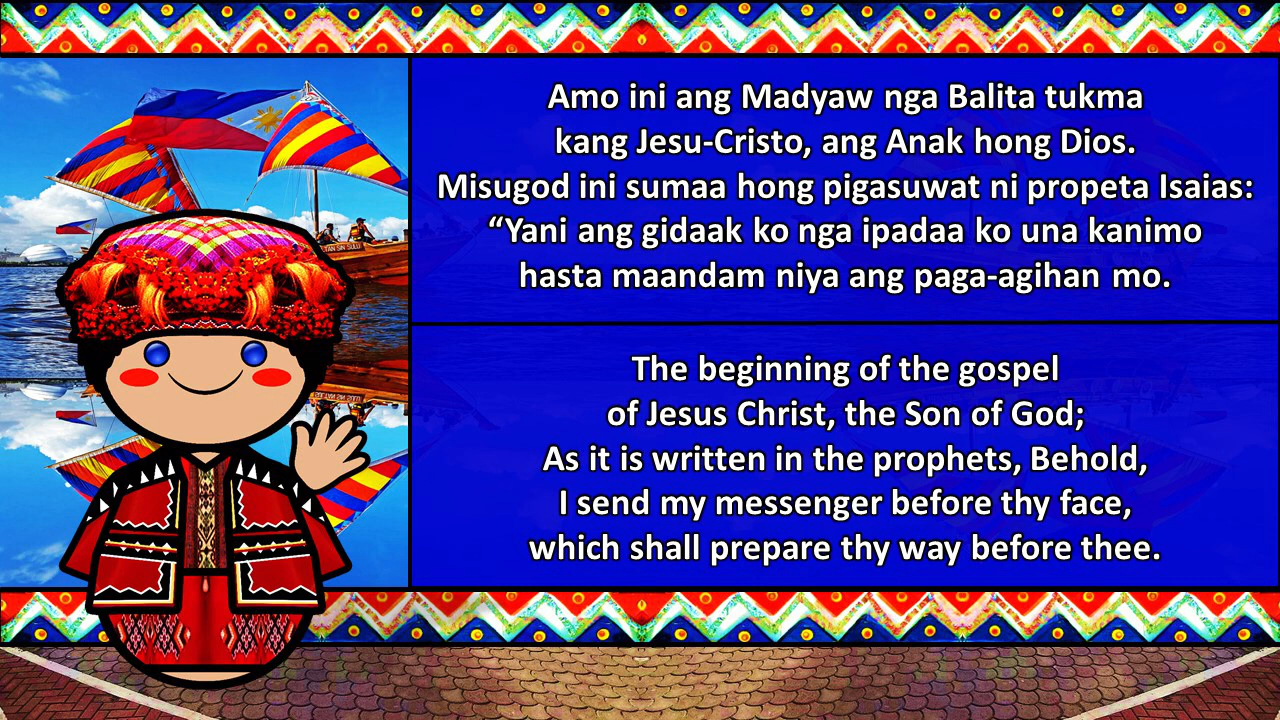 Amo ini ang Madyaw nga Balita tukma
kang Jesu-Cristo, ang Anak hong Dios.
Misugod ini sumaa hong pigasuwat ni propeta Isaias:
“Yani ang gidaak ko nga ipadaa ko una kanimo
hasta maandam niya ang paga-agihan mo.
The beginning of the gospel
of Jesus Christ, the Son of God;
As it is written in the prophets, Behold,
I send my messenger before thy face,
which shall prepare thy way before thee.